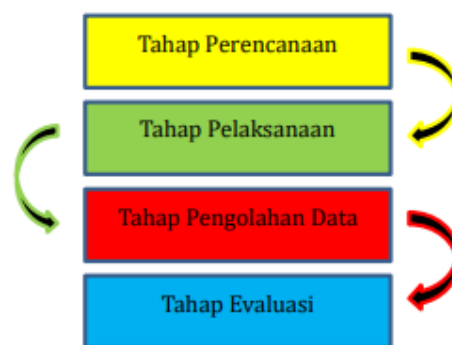 Tahap Perencanaan
Tahap Pelaksanaan
Tahap Pengolahan Data
Tahap Evaluasi